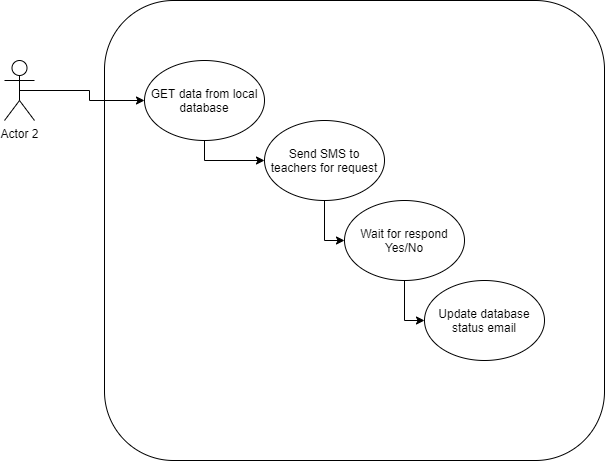 GET data from local
database
Actor 2
Send SMS to
teachers for request
Wait for respond
Yes/No
Update database
status email